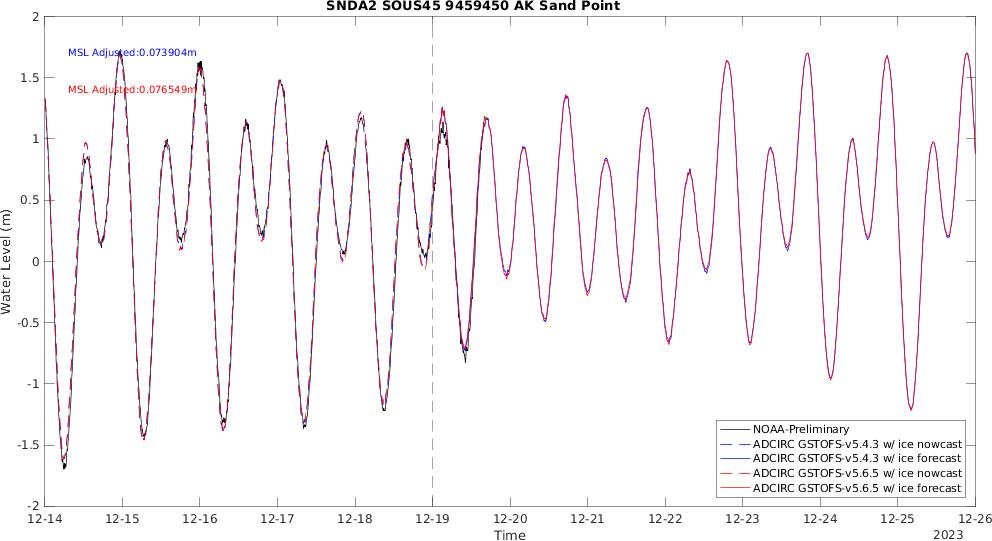 SNDA2 SOUS45 9459450 AK Sand Point
MSL Adjusted:0.073904m
MSL Adjusted:0.076549m
Water Level (m)
2
1.5
1
0.5
0
-0.5
-1
-1.5
-2
NOAA-Preliminary
ADCIRC GSTOFS-v5.4.3 w/ ice nowcast
ADCIRC GSTOFS-v5.4.3 w/ ice forecast
ADCIRC GSTOFS-v5.6.5 w/ ice nowcast
ADCIRC GSTOFS-v5.6.5 w/ ice forecast
12-14 12-15 12-16 12-17 12-18 12-19 12-20 12-21 12-22 12-23 12-24 12-25 12-26
Time
2023